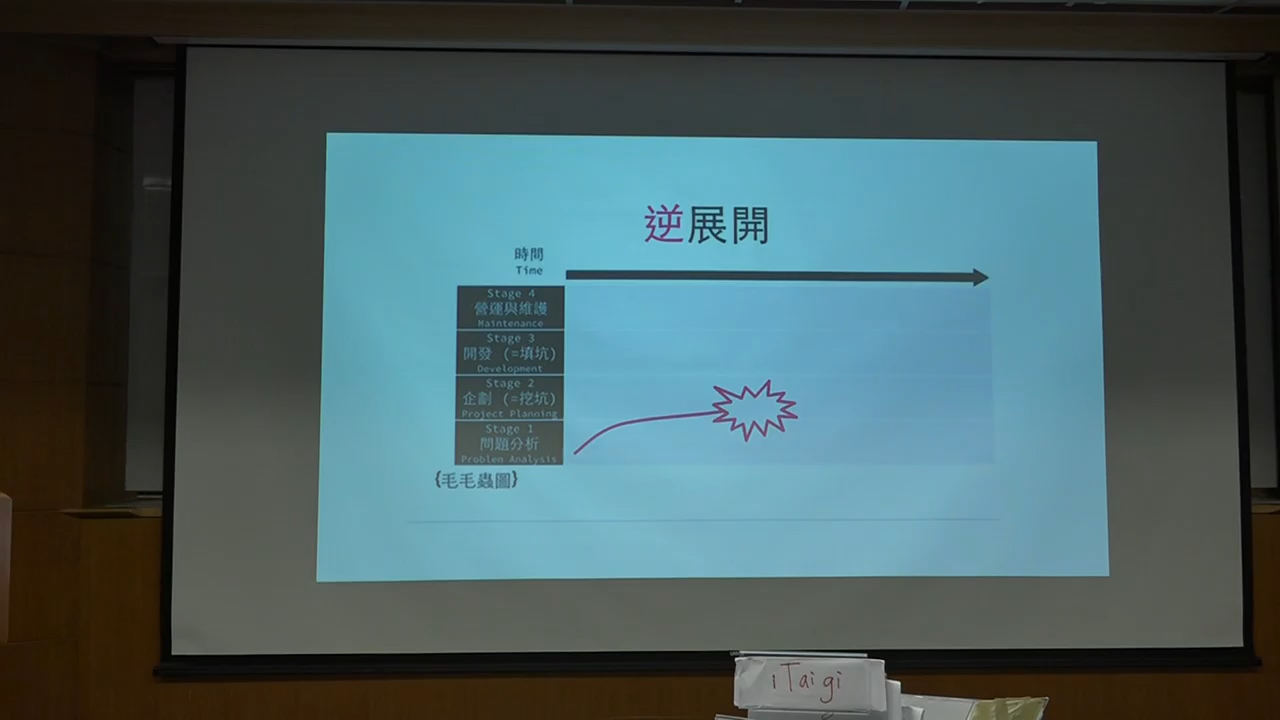 逆展開
時間
Time
Stage 4
營運與維護
Maintenance
Stage 3
開發 (=填坑)
Development
Stage 2
企劃 (=挖坑)
Project Planning
Stage 1
問題分析
Problem Analysis
{毛毛蟲圖}
iTaigi